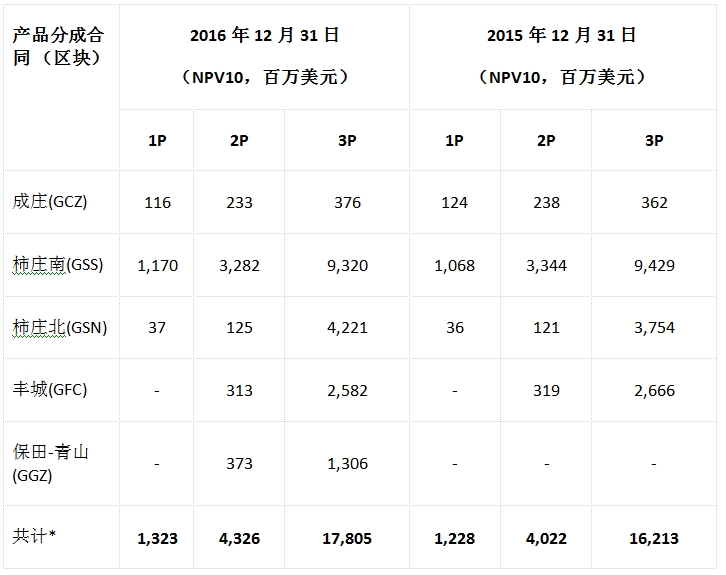 产品分成合同（区块） 2016 年 12 月 31 日 2015 年 12 月 31 日
（NPV10，百万美元） （NPV10，百万美元）
1P 2P 3P 1P 2P 3P
成庄(GCZ) 116 233 376 124 238 362
柿庄南(GSS) 1,170 3,282 9,320 1,068 3,344 9,429
柿庄北(GSN) 37 125 4,221 36 121 3,754
丰城(GFC) - 313 2,582 - 319 2,666
保田-青山(GGZ) - 373 1,306 - - -
共计* 1,323 4,326 17,805 1,228 4,022 16,213